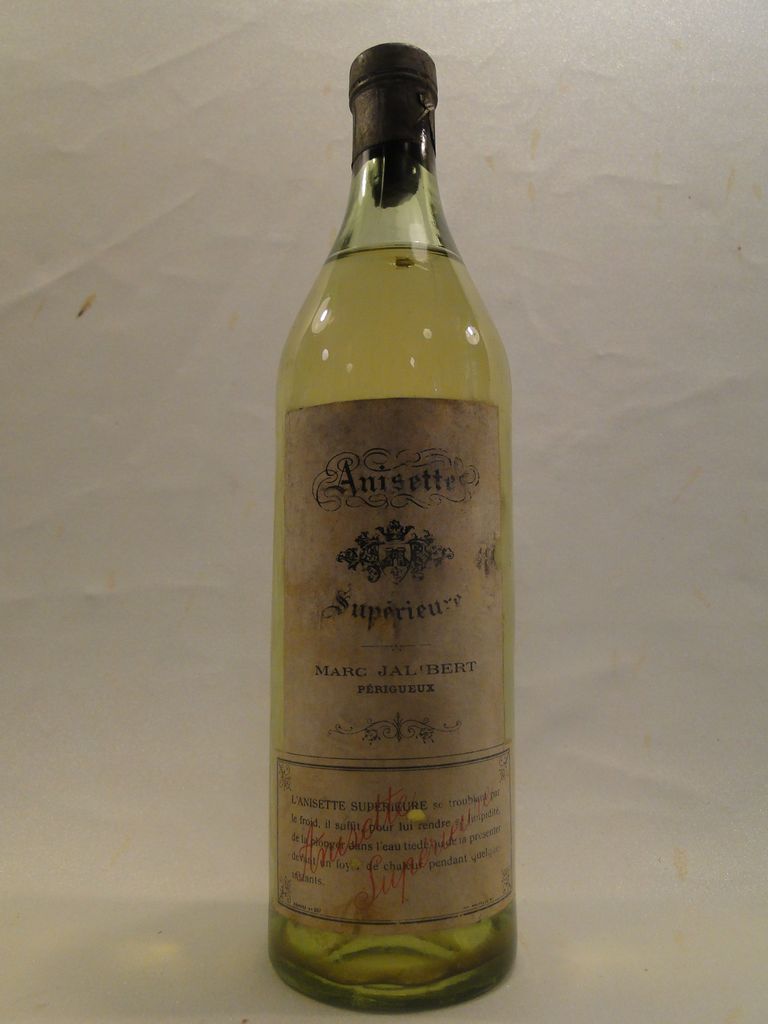 Anisette
Supérieure
MARC JALIBERT
PÉRIGUEUX
L'ANISETTE SUPÉRIEURE se troublant par
le froid, il suffit pour lui rendre sa limpidité,
de la plonger dans l'eau tiède ou de la présenter
devant un foyer de chaleur pendant quelques
instants.
Anisette
Supérieure